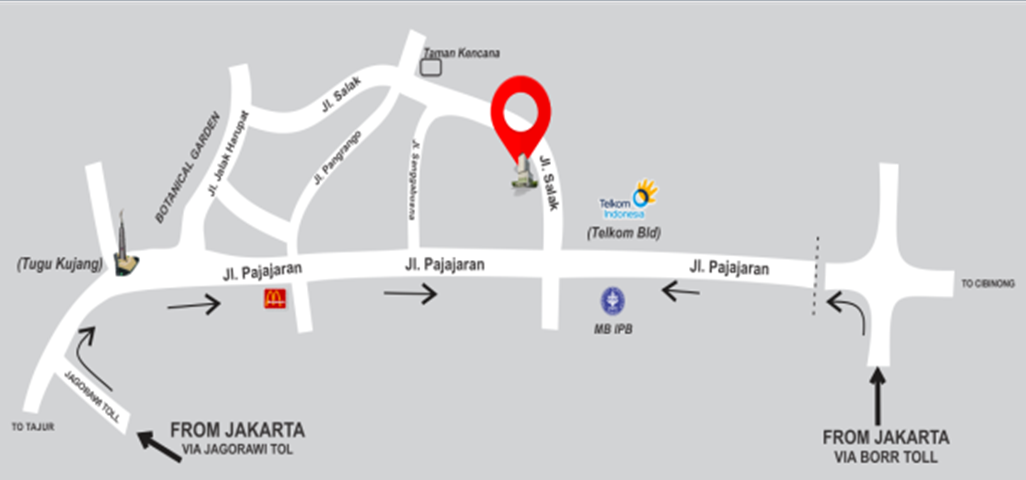 Taman Kencana
Jl. Salak
BOTANICAL GARDEN
Jl. Jalak Harupat
Jl. Pangrango
Jl. Salak
Telkom
Indonesia
(Telkom Bld)
(Tugu Kujang)
Jl. Pajajaran
Jl. Pajajaran
Jl. Pajajaran
TO CIBINONG
MB IPB
JAGORAWI TOLL
TO TAJUR
FROM JAKARTA
VIA JAGORAWI TOL
FROM JAKARTA
VIA BORR TOLL